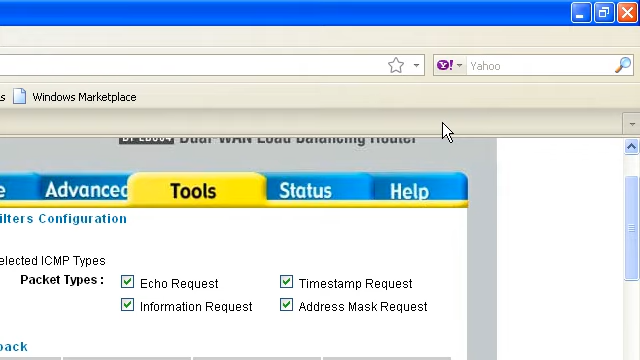 Y! Yahoo
s Windows Marketplace
Dual-WAN Load Balancing Router
e Advanced Tools Status Help
ilters Configuration
elected ICMP Types
Packet Types : Echo Request Timestamp Request
Information Request Address Mask Request
back